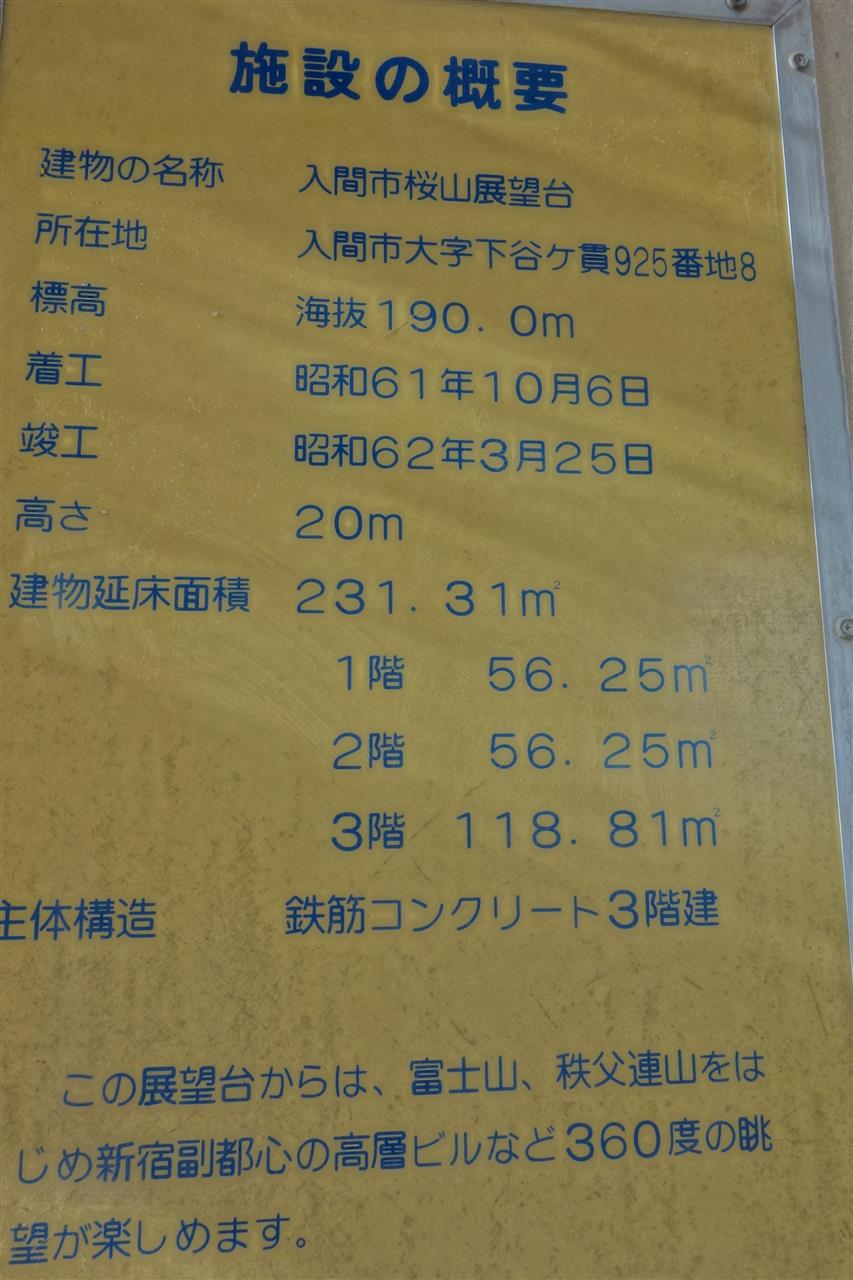 施設の概要
建物の名称 入間市桜山展望台
所在地 入間市大字下谷ケ貫925番地8
標高 海抜190.0m
着工 昭和61年10月6日
竣工 昭和62年3月25日
高さ 20m
建物延床面積 231.31㎡
1階 56.25㎡
2階 56.25㎡
3階 118.81㎡
主体構造 鉄筋コンクリート3階建
この展望台からは、富士山、秩父連山をは
じめ新宿副都心の高層ビルなど360度の眺
望が楽しめます。